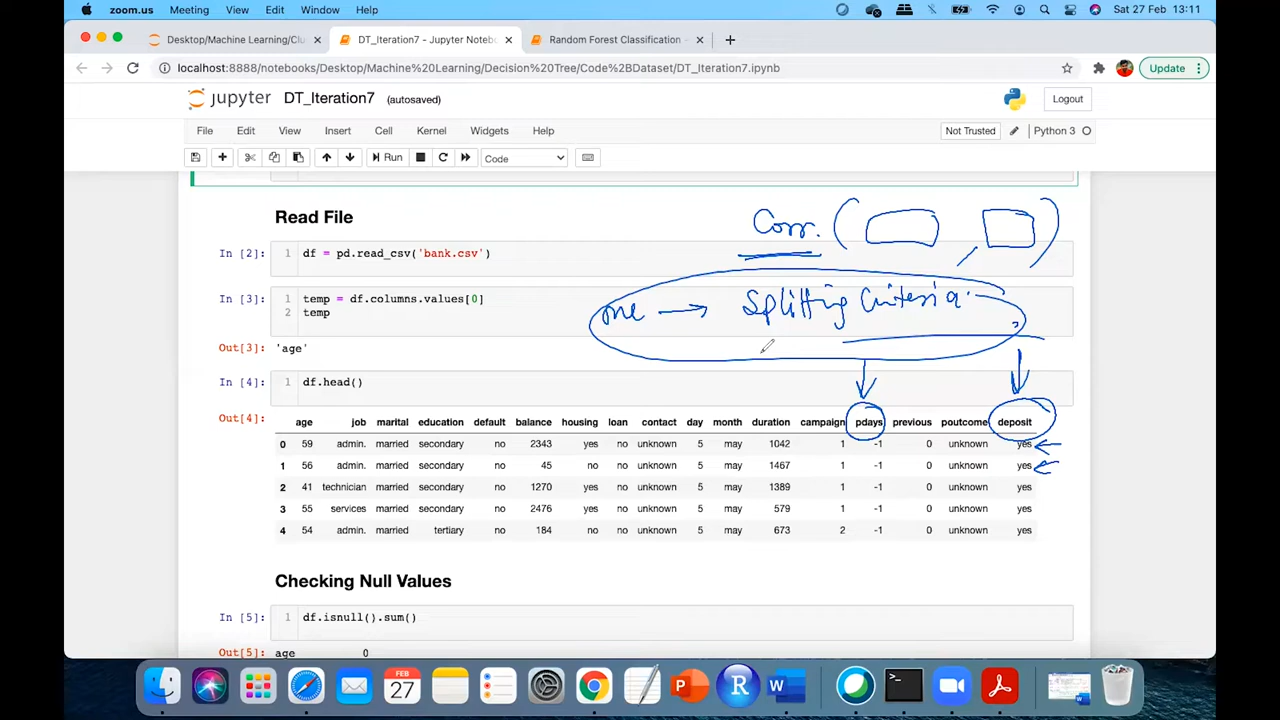 zoom.us Meeting View Edit Window Help Sat 27 Feb 13:11
Desktop/Machine Learning/Clu DT_Iteration7 - Jupyter Notebo Random Forest Classification -
localhost:8888/notebooks/Desktop/Machine%20Learning/Decision%20Tree/Code%2BDataset/DT_Iteration7.ipynb Update
jupyter DT_Iteration7 (autosaved) Logout
File Edit View Insert Cell Kernel Widgets Help Not Trusted Python 3
Run Code
Read File
Corr. ( )
In [2]: 1 df = pd.read_csv('bank.csv')
In [3]: 1 temp = df.columns.values[0]
2 temp
one → Splitting Criteria.
Out[3]: 'age'
In [4]: 1 df.head()
Out[4]: age job marital education default balance housing loan contact day month duration campaign pdays previous poutcome deposit
0 59 admin. married secondary no 2343 yes no unknown 5 may 1042 1 -1 0 unknown yes
1 56 admin. married secondary no 45 no no unknown 5 may 1467 1 -1 0 unknown yes
2 41 technician married secondary no 1270 yes no unknown 5 may 1389 1 -1 0 unknown yes
3 55 services married secondary no 2476 yes no unknown 5 may 579 1 -1 0 unknown yes
4 54 admin. married tertiary no 184 no no unknown 5 may 673 2 -1 0 unknown yes
Checking Null Values
In [5]: 1 df.isnull().sum()
Out[5]: age 0
FEB
27